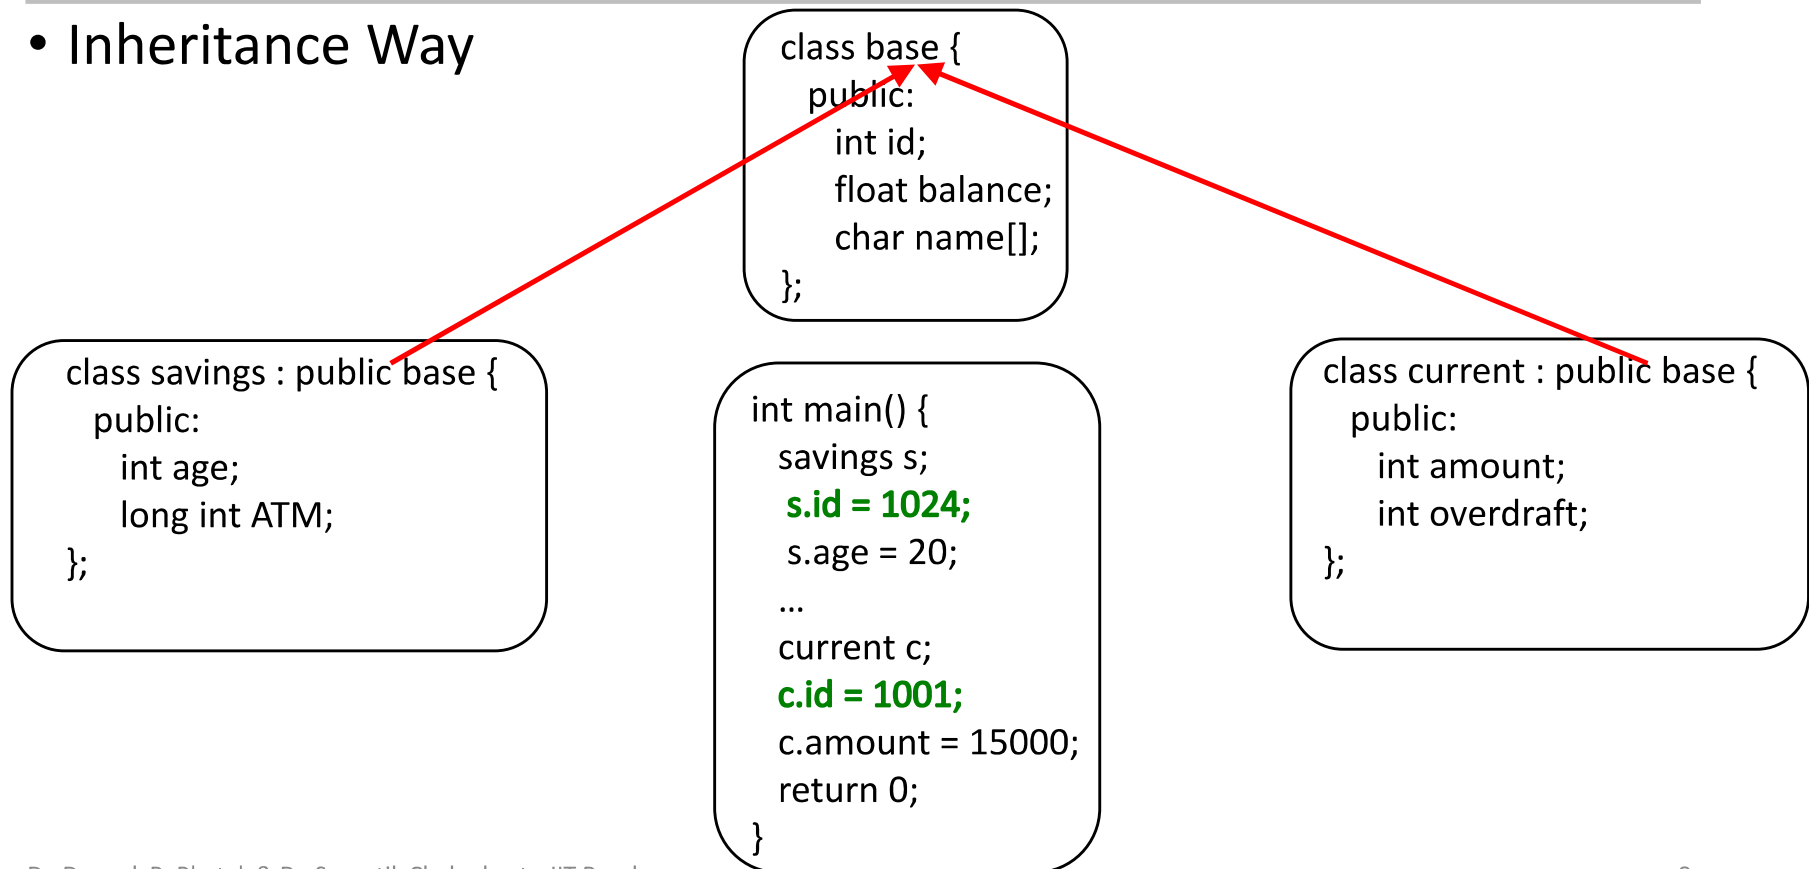 • Inheritance Way
class base {
public:
int id;
float balance;
char name[];
};
class savings : public base {
public:
int age;
long int ATM;
};
int main() {
savings s;
s.id = 1024;
s.age = 20;
...
current c;
c.id = 1001;
c.amount = 15000;
return 0;
}
class current : public base {
public:
int amount;
int overdraft;
};